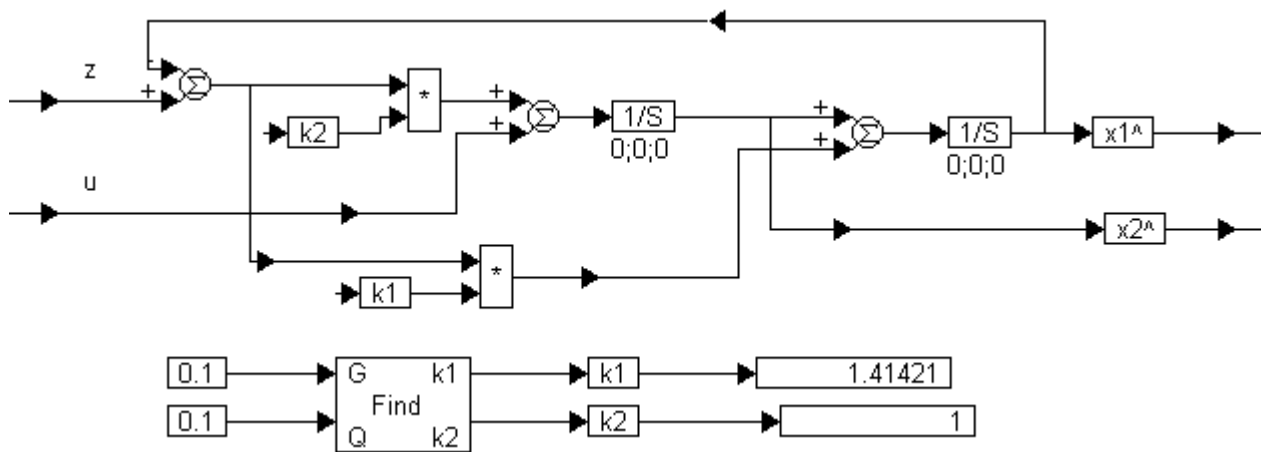 -
z
+
Σ
*
k2
+
+
Σ
1/S
0;0;0
+
+
Σ
1/S
0;0;0
x1^
u
x2^
*
k1
0.1
G k1
k1
1.41421
Find
0.1
Q k2
k2
1